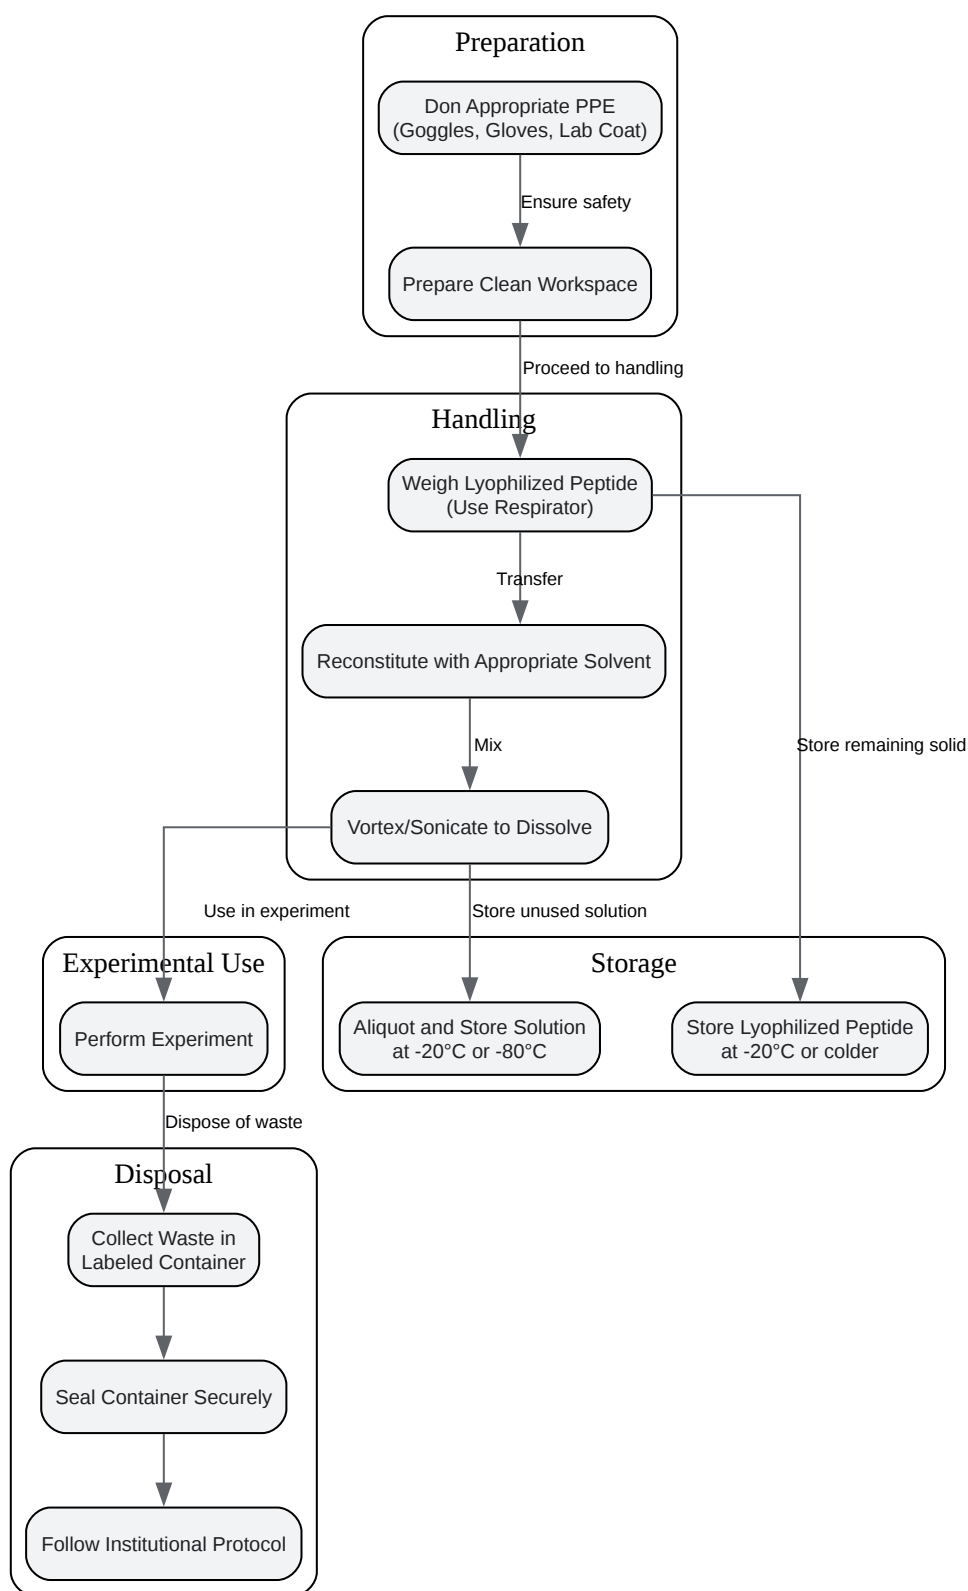 Preparation
Don Appropriate PPE
(Goggles, Gloves, Lab Coat)
Ensure safety
Prepare Clean Workspace
Proceed to handling
Handling
Weigh Lyophilized Peptide
(Use Respirator)
Transfer
Reconstitute with Appropriate Solvent
Mix
Store remaining solid
Vortex/Sonicate to Dissolve
Use in experiment
Store unused solution
Experimental Use
Storage
Perform Experiment
Aliquot and Store Solution
at -20°C or -80°C
Store Lyophilized Peptide
at -20°C or colder
Dispose of waste
Disposal
Collect Waste in
Labeled Container
Seal Container Securely
Follow Institutional Protocol